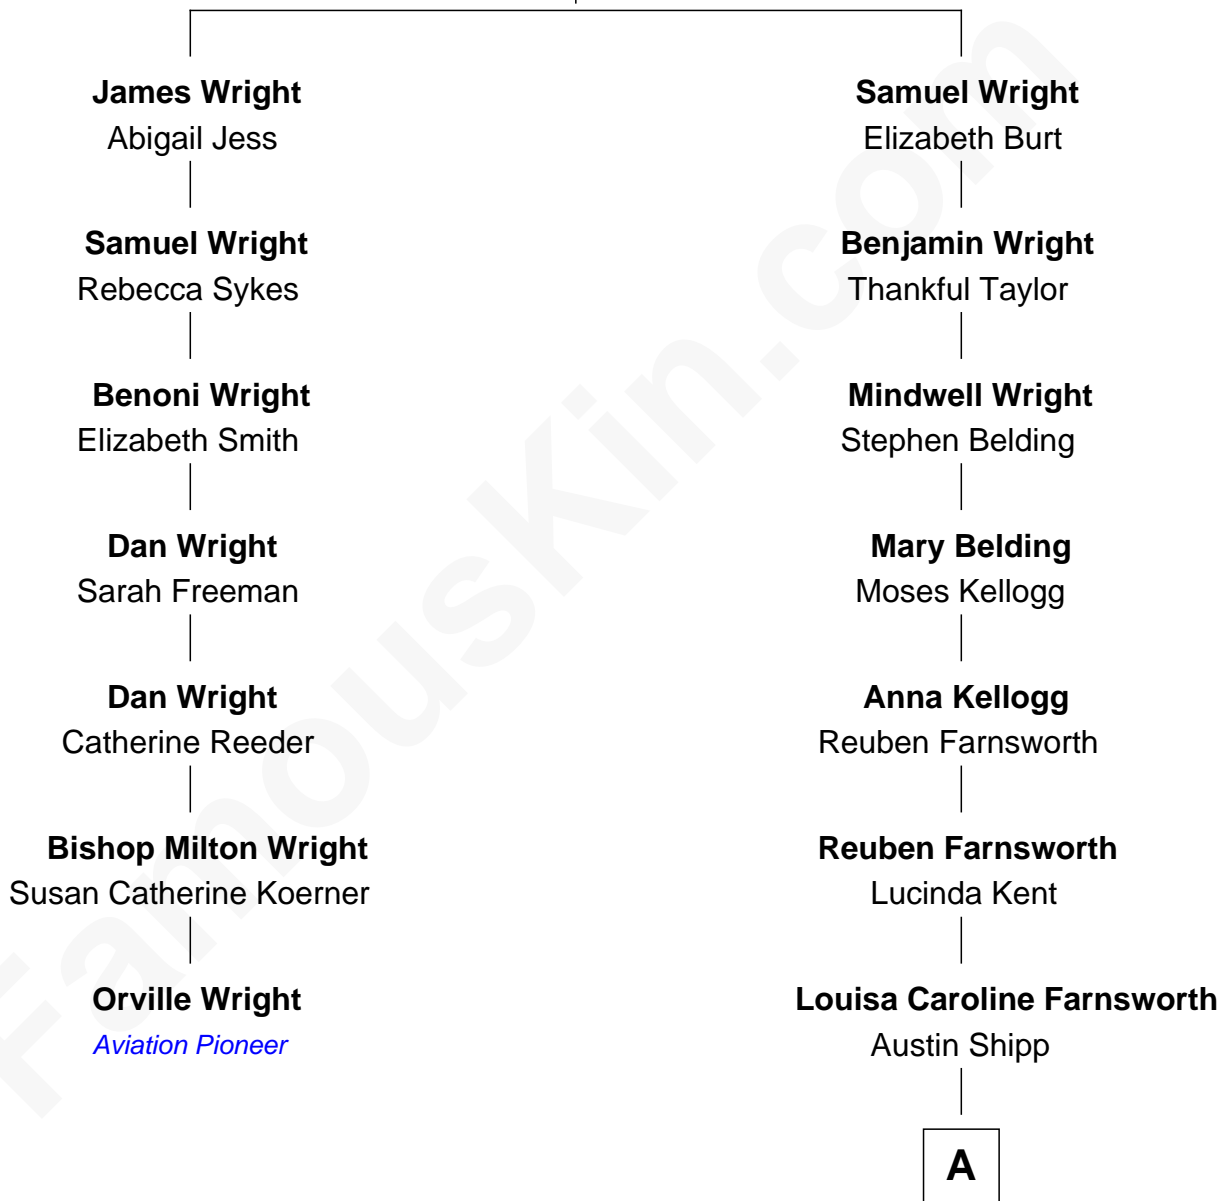 James Wright
Abigail Jess
Samuel Wright
Rebecca Sykes
Benoni Wright
Elizabeth Smith
Dan Wright
Sarah Freeman
Dan Wright
Catherine Reeder
Bishop Milton Wright
Susan Catherine Koerner
Orville Wright
Aviation Pioneer
Samuel Wright
Elizabeth Burt
Benjamin Wright
Thankful Taylor
Mindwell Wright
Stephen Belding
Mary Belding
Moses Kellogg
Anna Kellogg
Reuben Farnsworth
Reuben Farnsworth
Lucinda Kent
Louisa Caroline Farnsworth
Austin Shipp
A
FamousKin.com